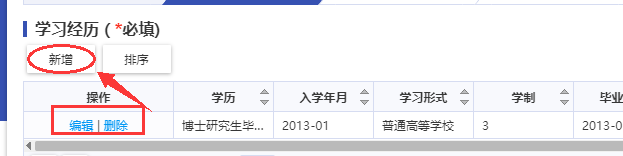 学习经历 ( *必填)
新增 排序
操作 学历 入学年月 学习形式 学制 毕业
编辑 | 删除 博士研究生毕... 2013-01 普通高等学校 3 2013-0